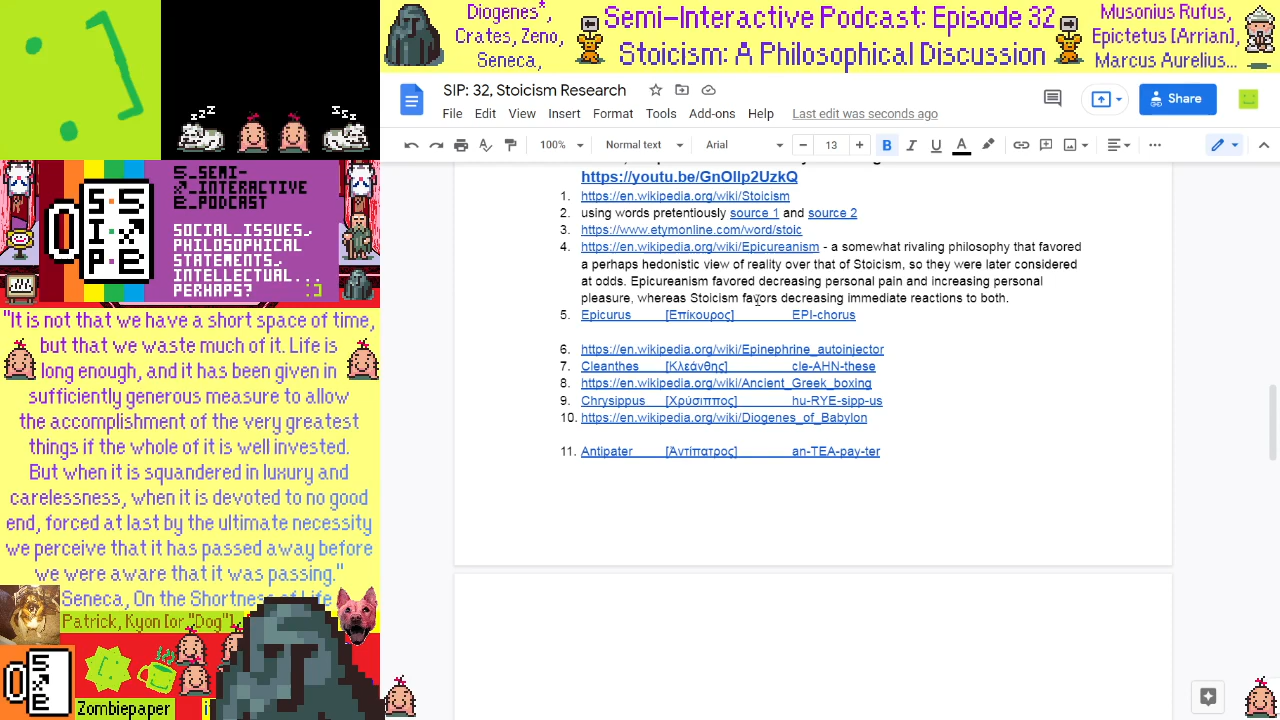 Diogenes*,
Crates, Zeno,
Seneca,
Semi-Interactive Podcast: Episode 32
Stoicism: A Philosophical Discussion
Musonius Rufus,
Epictetus [Arrian],
Marcus Aurelius...
SIP: 32, Stoicism Research
File Edit View Insert Format Tools Add-ons Help Last edit was seconds ago
Share
100% Normal text Arial 13 B I U A
https://youtu.be/GnOIIp2UzkQ
1. https://en.wikipedia.org/wiki/Stoicism
2. using words pretentiously source 1 and source 2
3. https://www.etymonline.com/word/stoic
4. https://en.wikipedia.org/wiki/Epicureanism - a somewhat rivaling philosophy that favored
a perhaps hedonistic view of reality over that of Stoicism, so they were later considered
at odds. Epicureanism favored decreasing personal pain and increasing personal
pleasure, whereas Stoicism favors decreasing immediate reactions to both.
5. Epicurus [Επίκουρος] EPI-chorus
6. https://en.wikipedia.org/wiki/Epinephrine_autoinjector
7. Cleanthes [Κλεάνθης] cle-AHN-these
8. https://en.wikipedia.org/wiki/Ancient_Greek_boxing
9. Chrysippus [Χρύσιππος] hu-RYE-sipp-us
10. https://en.wikipedia.org/wiki/Diogenes_of_Babylon
11. Antipater [Ἀντίπατρος] an-TEA-pay-ter
zzZ
zzZ
S_SEMI-
_INTERACTIVE
_PODCAST
SOCIAL_ISSUES,
PHILOSOPHICAL
STATEMENTS,
INTELLECTUAL...
PERHAPS? :)
"It is not that we have a short space of time,
but that we waste much of it. Life is
long enough, and it has been given in
sufficiently generous measure to allow
the accomplishment of the very greatest
things if the whole of it is well invested.
But when it is squandered in luxury and
carelessness, when it is devoted to no good
end, forced at last by the ultimate necessity
we perceive that it has passed away before
we were aware that it was passing."
Seneca, On the Shortness of Life
Patrick, Kyon [or "Dog"],
Zombiepaper